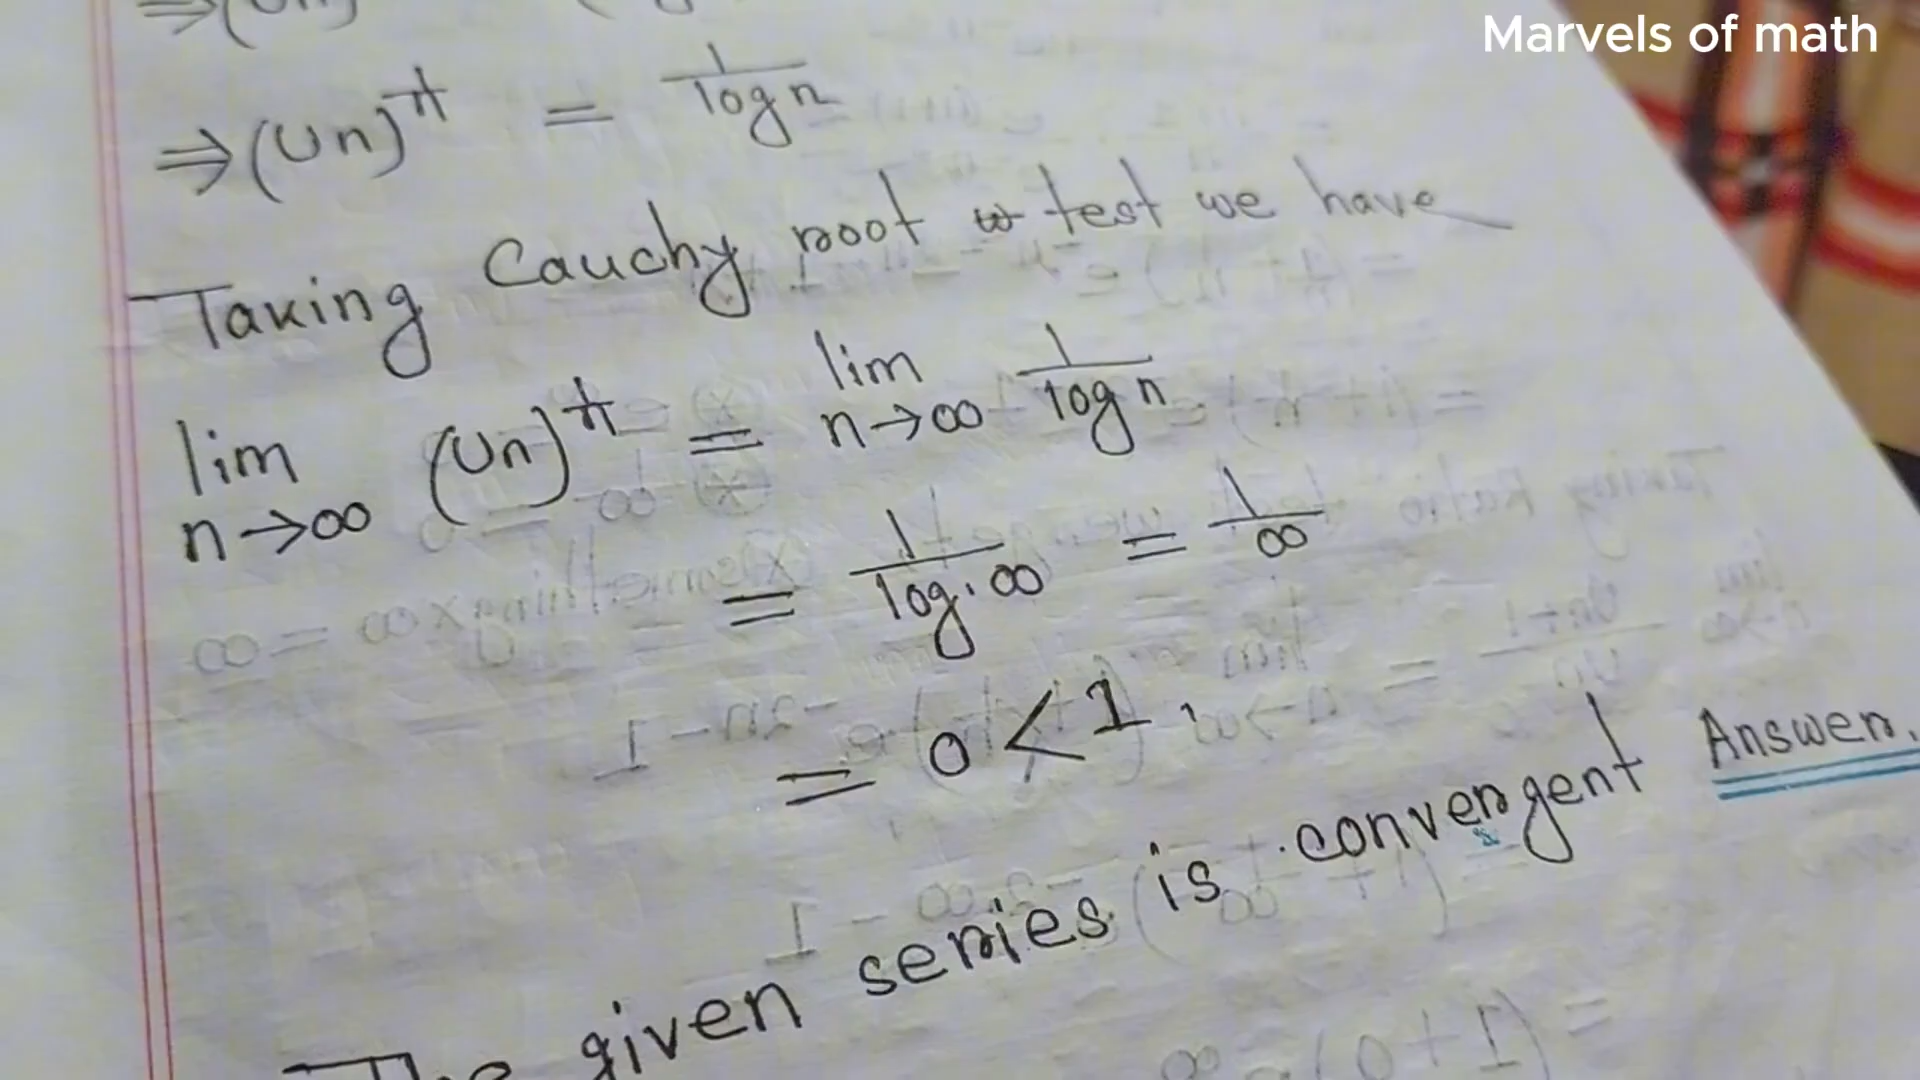 Marvels of math
⇒(Un)^1/n = 1/log n
Taking Cauchy root test we have
lim n→∞ (Un)^1/n = lim n→∞ 1/log n
= 1/log.∞ = 1/∞
= 0 < 1.
The given series is convergent Answer.